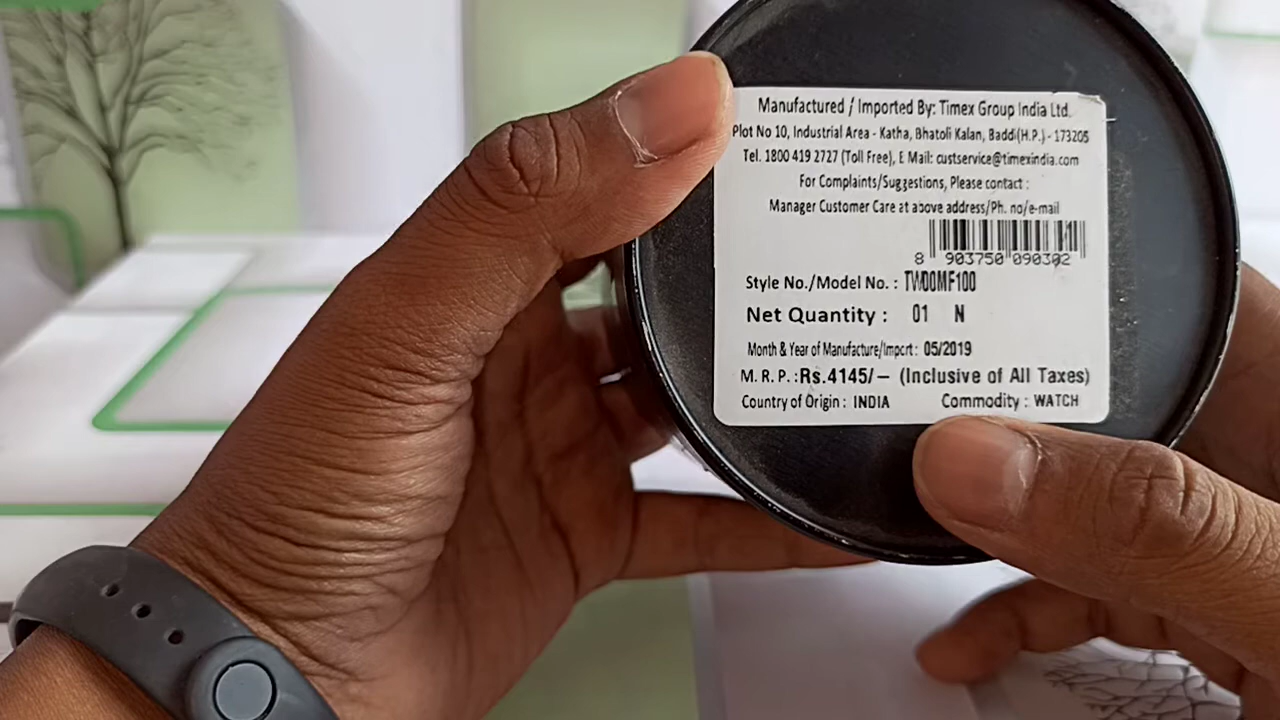 Manufactured / Imported By: Timex Group India Ltd.
Plot No 10, Industrial Area - Katha, Bhatoli Kalan, Baddi(H.P.) - 173205
Tel. 1800 419 2727 (Toll Free), E Mail: custservice@timexindia.com
For Complaints/Suggestions, Please contact :
Manager Customer Care at above address/Ph. no/e-mail
8 903750 090302
Style No./Model No. : TW00MF100
Net Quantity : 01 N
Month & Year of Manufacture/Import : 05/2019
M. R. P. : Rs.4145/- (Inclusive of All Taxes)
Country of Origin : INDIA Commodity : WATCH